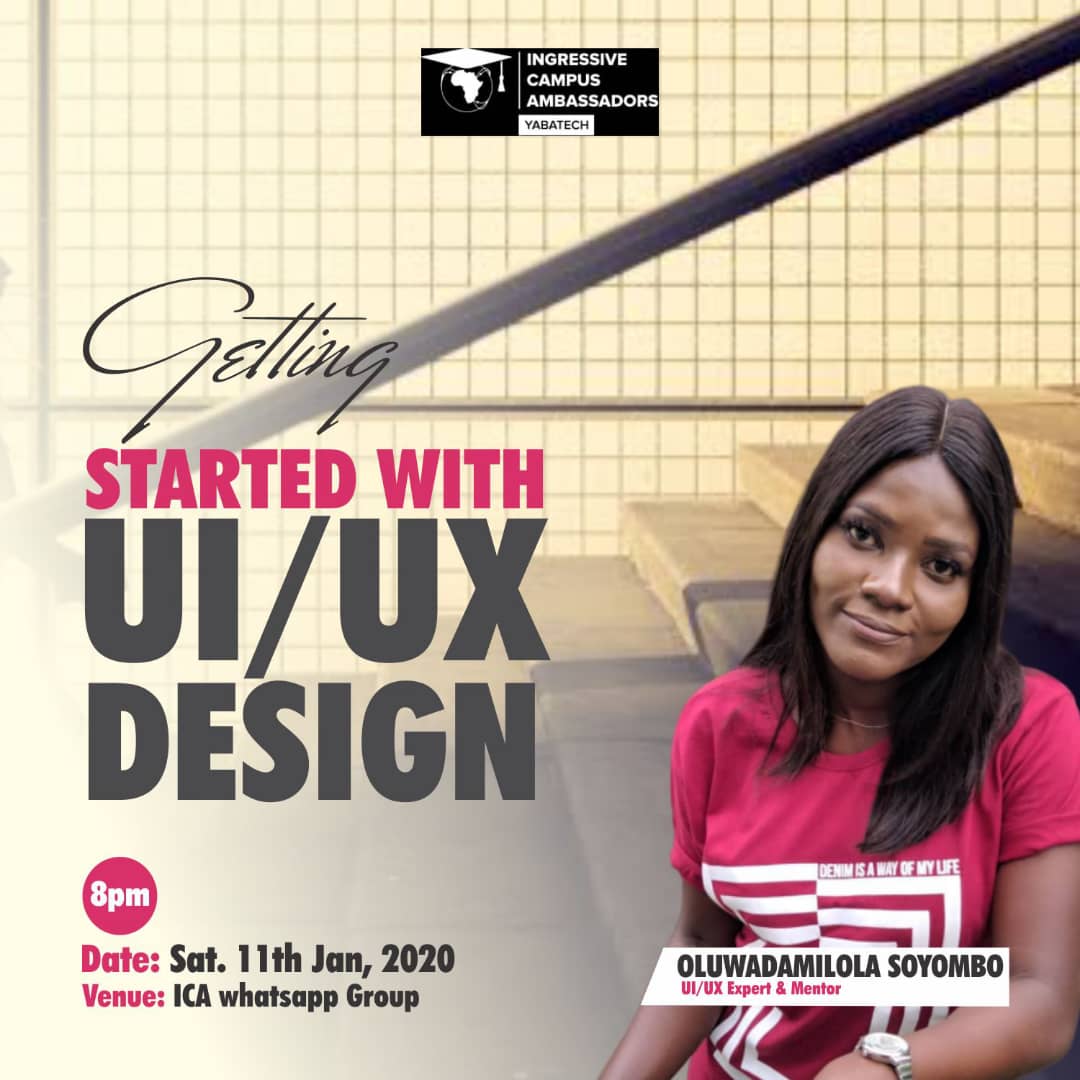 INGRESSIVE
CAMPUS
AMBASSADORS
YABATECH
Getting
STARTED WITH
UI/UX
DESIGN
8pm
Date: Sat. 11th Jan, 2020
Venue: ICA whatsapp Group
DENIM IS A WAY OF MY LIFE
OLUWADAMILOLA SOYOMBO
UI/UX Expert & Mentor